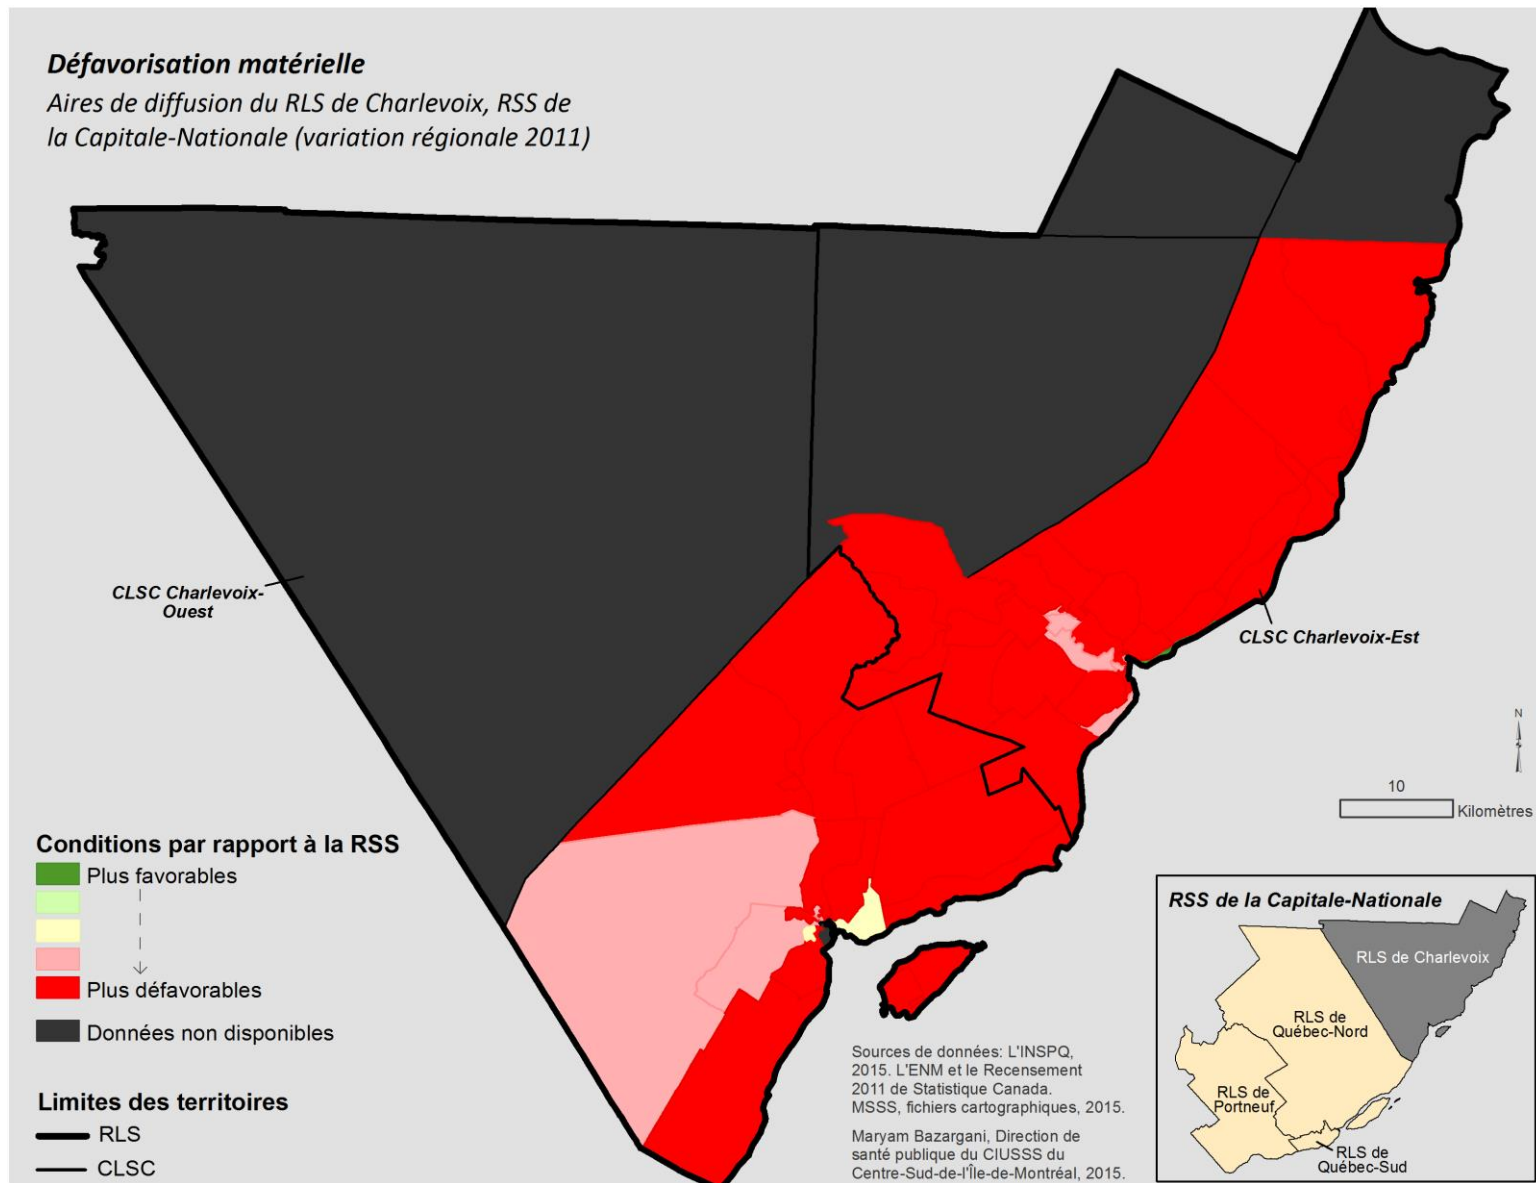 Défavorisation matérielle
Aires de diffusion du RLS de Charlevoix, RSS de
la Capitale-Nationale (variation régionale 2011)
CLSC Charlevoix-
Ouest
CLSC Charlevoix-Est
N
10
Kilomètres
Conditions par rapport à la RSS
Plus favorables
Plus défavorables
Données non disponibles
Limites des territoires
RLS
CLSC
Sources de données: L'INSPQ,
2015. L'ENM et le Recensement
2011 de Statistique Canada.
MSSS, fichiers cartographiques, 2015.
Maryam Bazargani, Direction de
santé publique du CIUSSS du
Centre-Sud-de-l'Île-de-Montréal, 2015.
RSS de la Capitale-Nationale
RLS de Charlevoix
RLS de
Québec-Nord
RLS de
Portneuf
RLS de
Québec-Sud